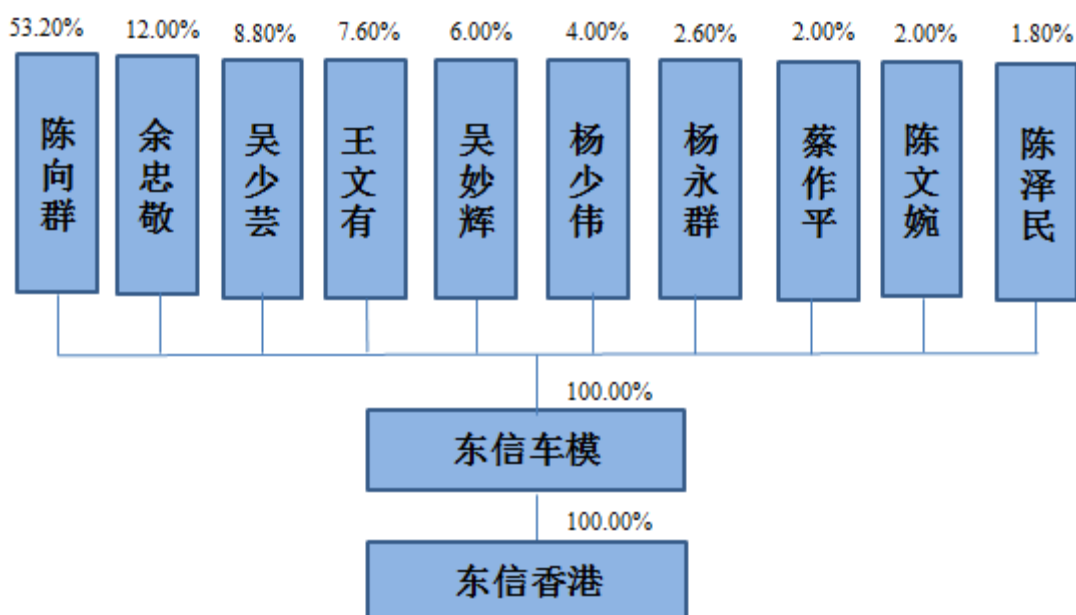 53.20% 12.00% 8.80% 7.60% 6.00% 4.00% 2.60% 2.00% 2.00% 1.80%
陈向群
余忠敬
吴少芸
王文有
吴妙辉
杨少伟
杨永群
蔡作平
陈文婉
陈泽民
100.00%
东信车模
100.00%
东信香港